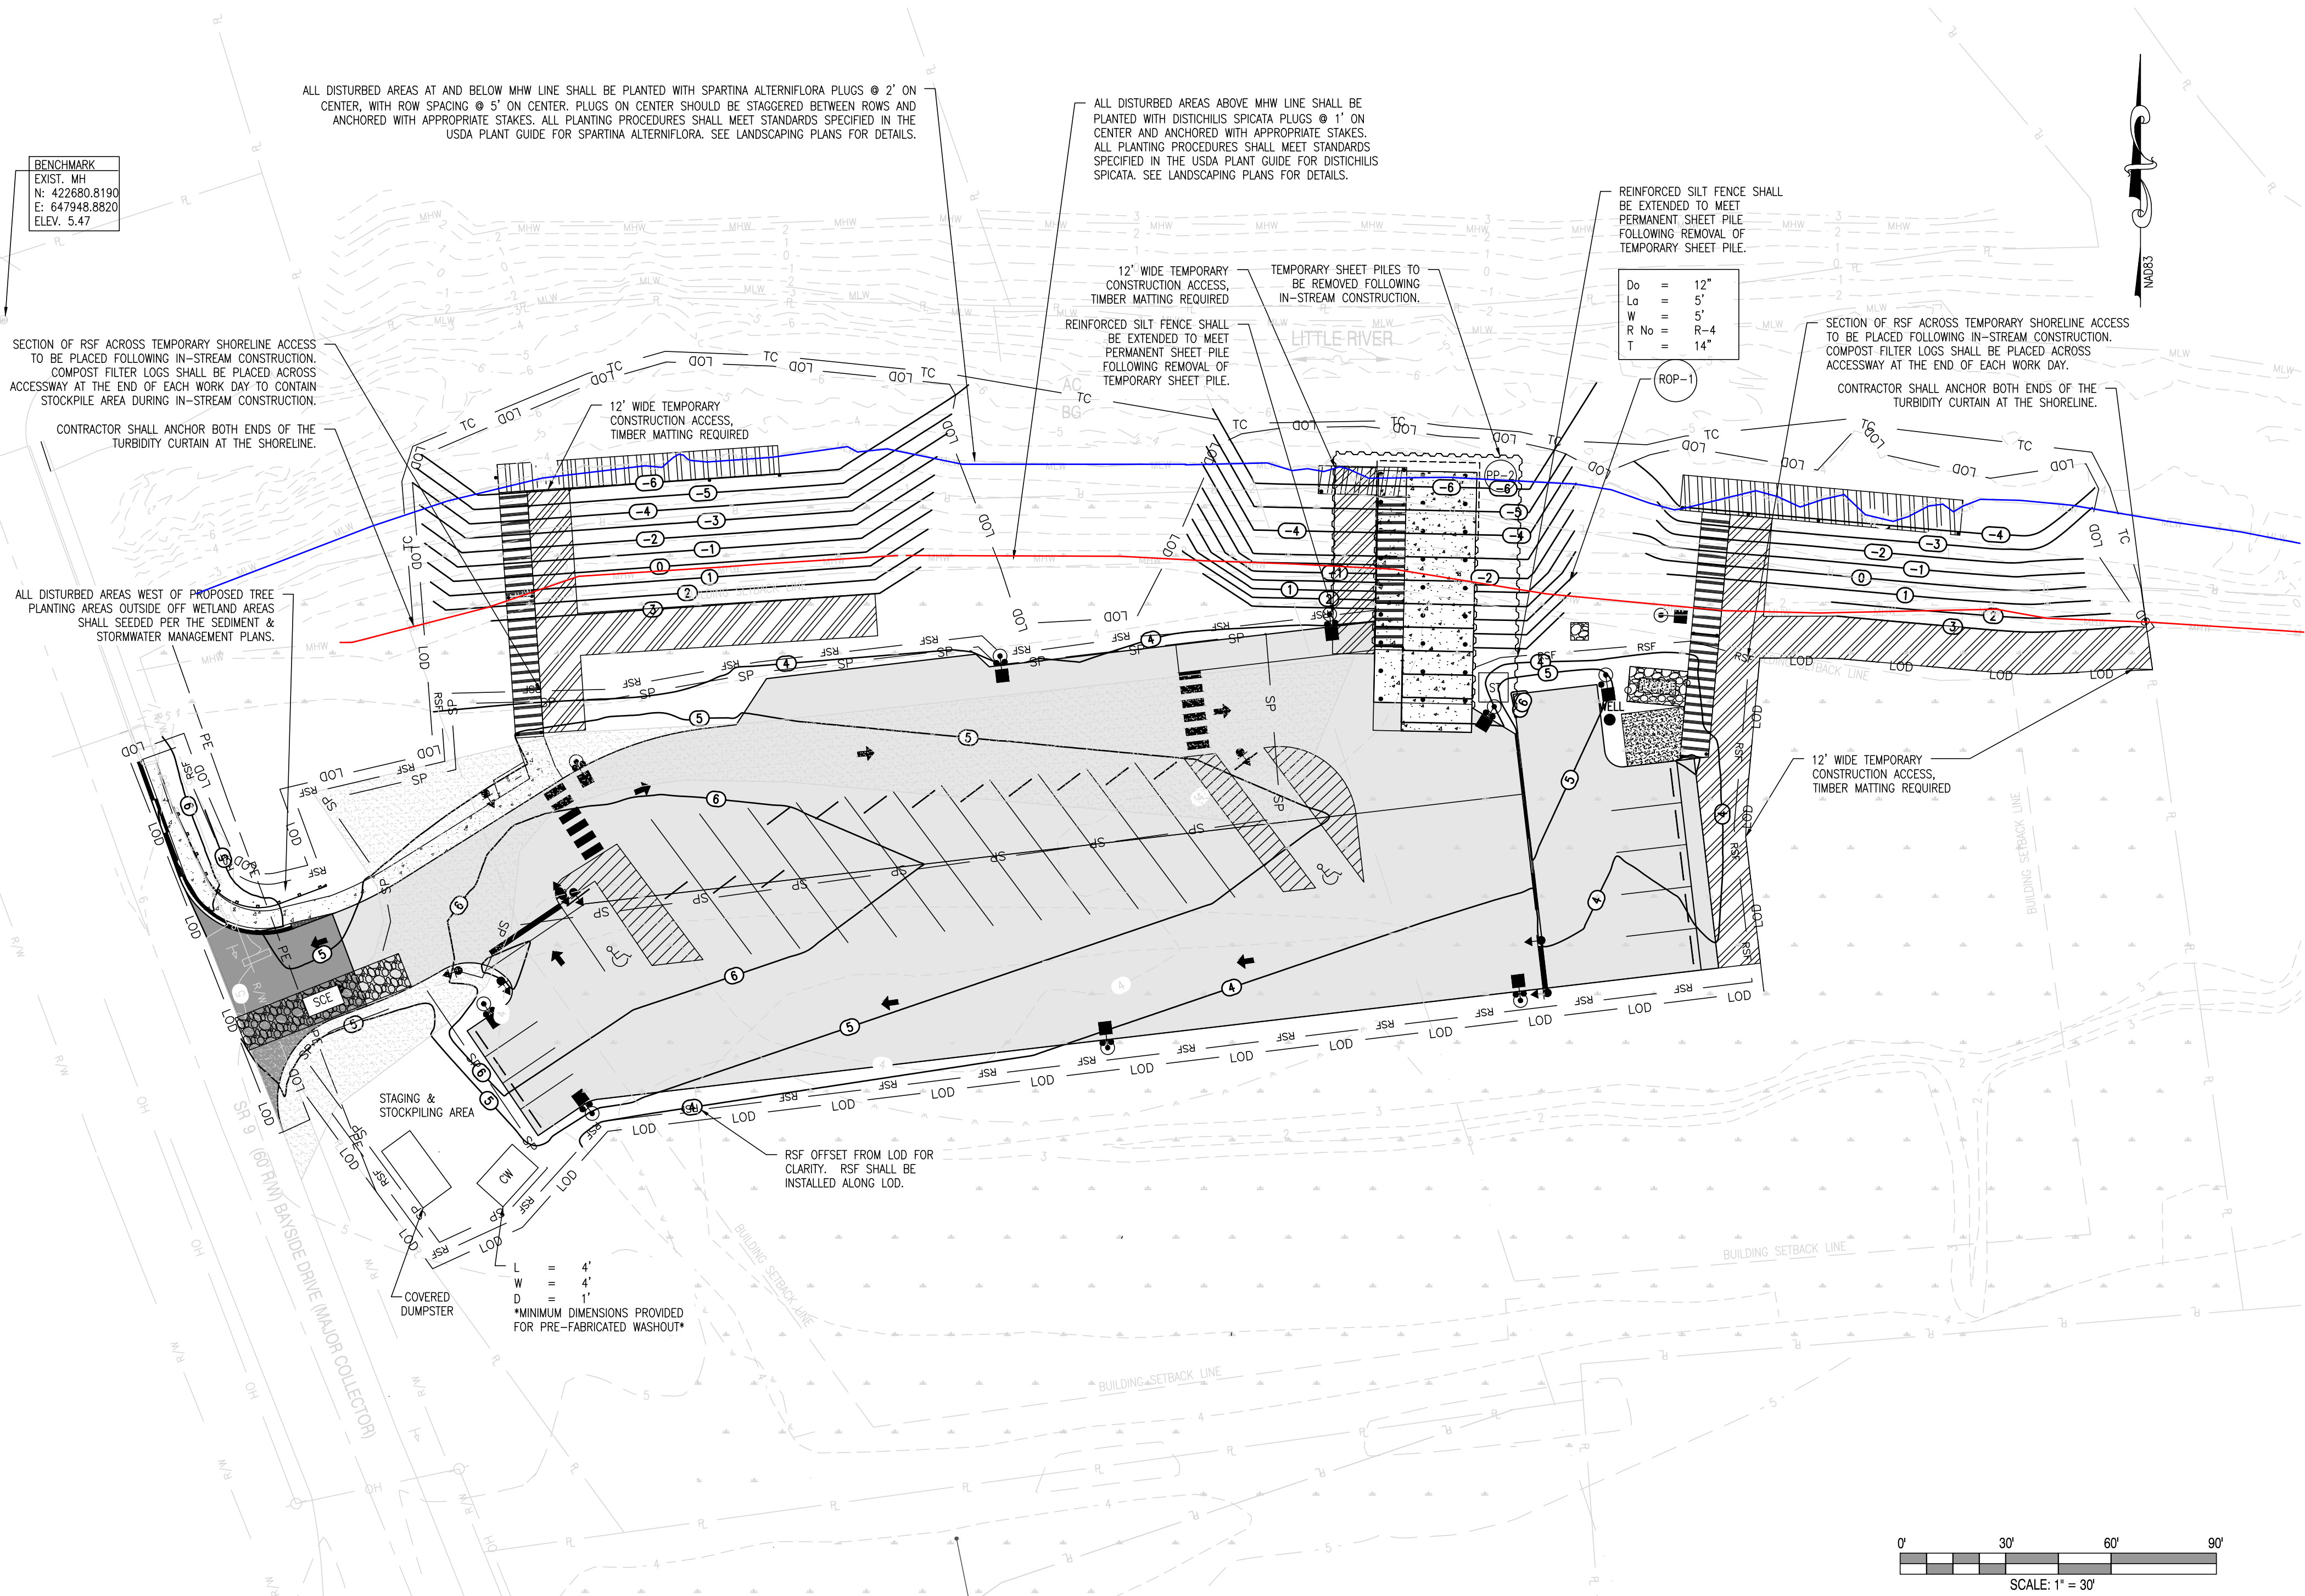 ALL DISTURBED AREAS AT AND BELOW MHW LINE SHALL BE PLANTED WITH SPARTINA ALTERNIFLORA PLUGS @ 2' ON
CENTER, WITH ROW SPACING @ 5' ON CENTER. PLUGS ON CENTER SHOULD BE STAGGERED BETWEEN ROWS AND
ANCHORED WITH APPROPRIATE STAKES. ALL PLANTING PROCEDURES SHALL MEET STANDARDS SPECIFIED IN THE
USDA PLANT GUIDE FOR SPARTINA ALTERNIFLORA. SEE LANDSCAPING PLANS FOR DETAILS.
ALL DISTURBED AREAS ABOVE MHW LINE SHALL BE
PLANTED WITH DISTICHILIS SPICATA PLUGS @ 1' ON
CENTER AND ANCHORED WITH APPROPRIATE STAKES.
ALL PLANTING PROCEDURES SHALL MEET STANDARDS
SPECIFIED IN THE USDA PLANT GUIDE FOR DISTICHILIS
SPICATA. SEE LANDSCAPING PLANS FOR DETAILS.
BENCHMARK
EXIST. MH
N: 422680.8190
E: 647948.8820
ELEV. 5.47
REINFORCED SILT FENCE SHALL
BE EXTENDED TO MEET
PERMANENT SHEET PILE
FOLLOWING REMOVAL OF
TEMPORARY SHEET PILE.
NAD83
12' WIDE TEMPORARY
CONSTRUCTION ACCESS,
TIMBER MATTING REQUIRED
TEMPORARY SHEET PILES TO
BE REMOVED FOLLOWING
IN-STREAM CONSTRUCTION.
Do = 12"
La = 5'
W = 5'
R No = R-4
T = 14"
REINFORCED SILT FENCE SHALL
BE EXTENDED TO MEET
PERMANENT SHEET PILE
FOLLOWING REMOVAL OF
TEMPORARY SHEET PILE.
LITTLE RIVER
ROP-1
SECTION OF RSF ACROSS TEMPORARY SHORELINE ACCESS
TO BE PLACED FOLLOWING IN-STREAM CONSTRUCTION.
COMPOST FILTER LOGS SHALL BE PLACED ACROSS
ACCESSWAY AT THE END OF EACH WORK DAY TO CONTAIN
STOCKPILE AREA DURING IN-STREAM CONSTRUCTION.
SECTION OF RSF ACROSS TEMPORARY SHORELINE ACCESS
TO BE PLACED FOLLOWING IN-STREAM CONSTRUCTION.
COMPOST FILTER LOGS SHALL BE PLACED ACROSS
ACCESSWAY AT THE END OF EACH WORK DAY.
CONTRACTOR SHALL ANCHOR BOTH ENDS OF THE
TURBIDITY CURTAIN AT THE SHORELINE.
CONTRACTOR SHALL ANCHOR BOTH ENDS OF THE
TURBIDITY CURTAIN AT THE SHORELINE.
12' WIDE TEMPORARY
CONSTRUCTION ACCESS,
TIMBER MATTING REQUIRED
AC
BG
PP-2
ALL DISTURBED AREAS WEST OF PROPOSED TREE
PLANTING AREAS OUTSIDE OFF WETLAND AREAS
SHALL SEEDED PER THE SEDIMENT &
STORMWATER MANAGEMENT PLANS.
ST
WELL
12' WIDE TEMPORARY
CONSTRUCTION ACCESS,
TIMBER MATTING REQUIRED
BUILDING SETBACK LINE
SCE
STAGING &
STOCKPILING AREA
CW
RSF OFFSET FROM LOD FOR
CLARITY. RSF SHALL BE
INSTALLED ALONG LOD.
SR 9 (60' R/W) BAYSIDE DRIVE (MAJOR COLLECTOR)
BUILDING SETBACK LINE
BUILDING SETBACK LINE
BUILDING SETBACK LINE
COVERED
DUMPSTER
L = 4'
W = 4'
D = 1'
*MINIMUM DIMENSIONS PROVIDED
FOR PRE-FABRICATED WASHOUT*
0' 30' 60' 90'
SCALE: 1" = 30'